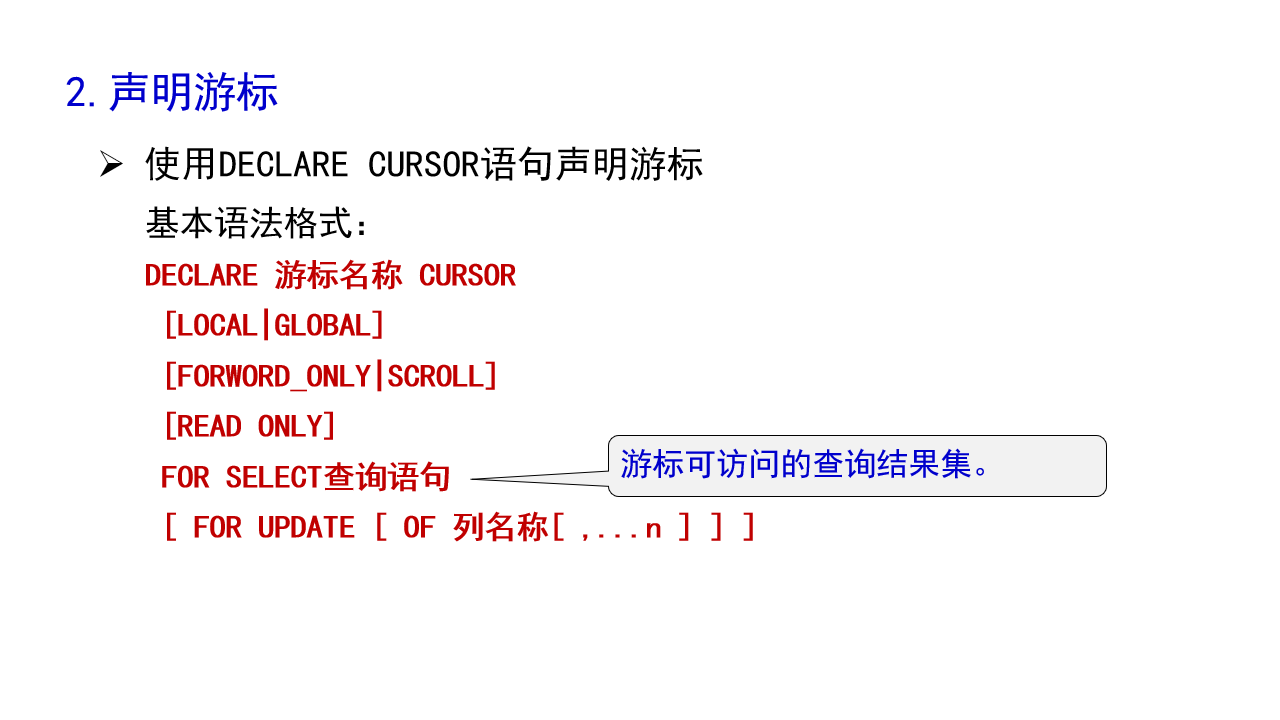 2.声明游标
➢ 使用DECLARE CURSOR语句声明游标
基本语法格式:
DECLARE 游标名称 CURSOR
[LOCAL|GLOBAL]
[FORWORD_ONLY|SCROLL]
[READ ONLY]
FOR SELECT查询语句
游标可访问的查询结果集。
[ FOR UPDATE [ OF 列名称[ ,...n ] ] ]